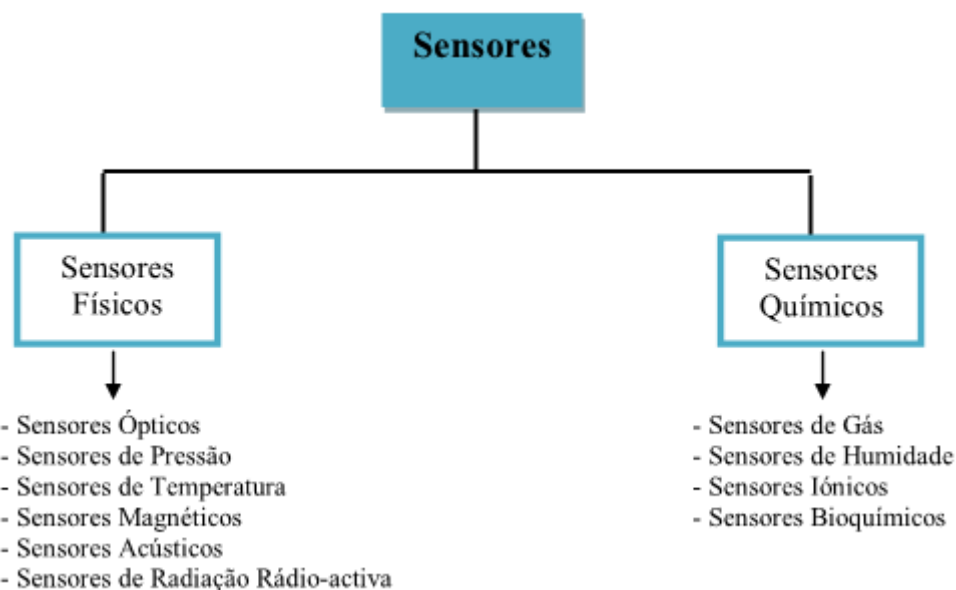 Sensores
Sensores
Físicos
Sensores
Químicos
- Sensores Ópticos
- Sensores de Pressão
- Sensores de Temperatura
- Sensores Magnéticos
- Sensores Acústicos
- Sensores de Radiação Rádio-activa
- Sensores de Gás
- Sensores de Humidade
- Sensores Iónicos
- Sensores Bioquímicos